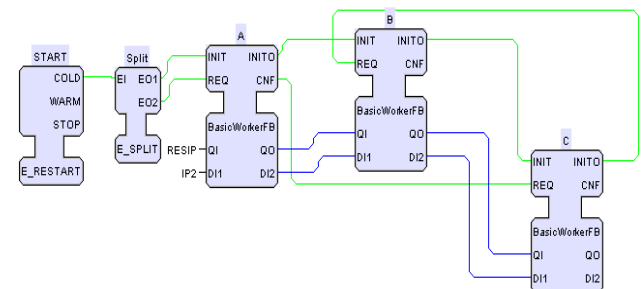 START
COLD
WARM
STOP
E_RESTART
Split
EI EO1
EO2
E_SPLIT
A
INIT INITO
REQ CNF
BasicWorkerFB
RESIP QI QO
IP2 DI1 DI2
B
INIT INITO
REQ CNF
BasicWorkerFB
QI QO
DI1 DI2
C
INIT INITO
REQ CNF
BasicWorkerFB
QI QO
DI1 DI2